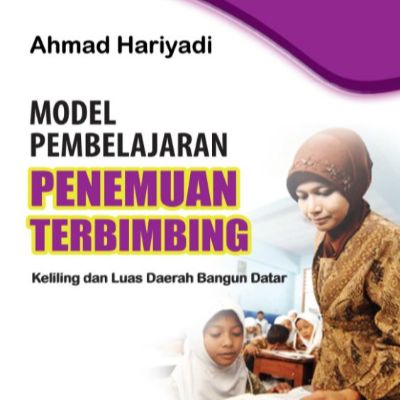 Ahmad Hariyadi
MODEL
PEMBELAJARAN
PENEMUAN
TERBIMBING
Keliling dan Luas Daerah Bangun Datar